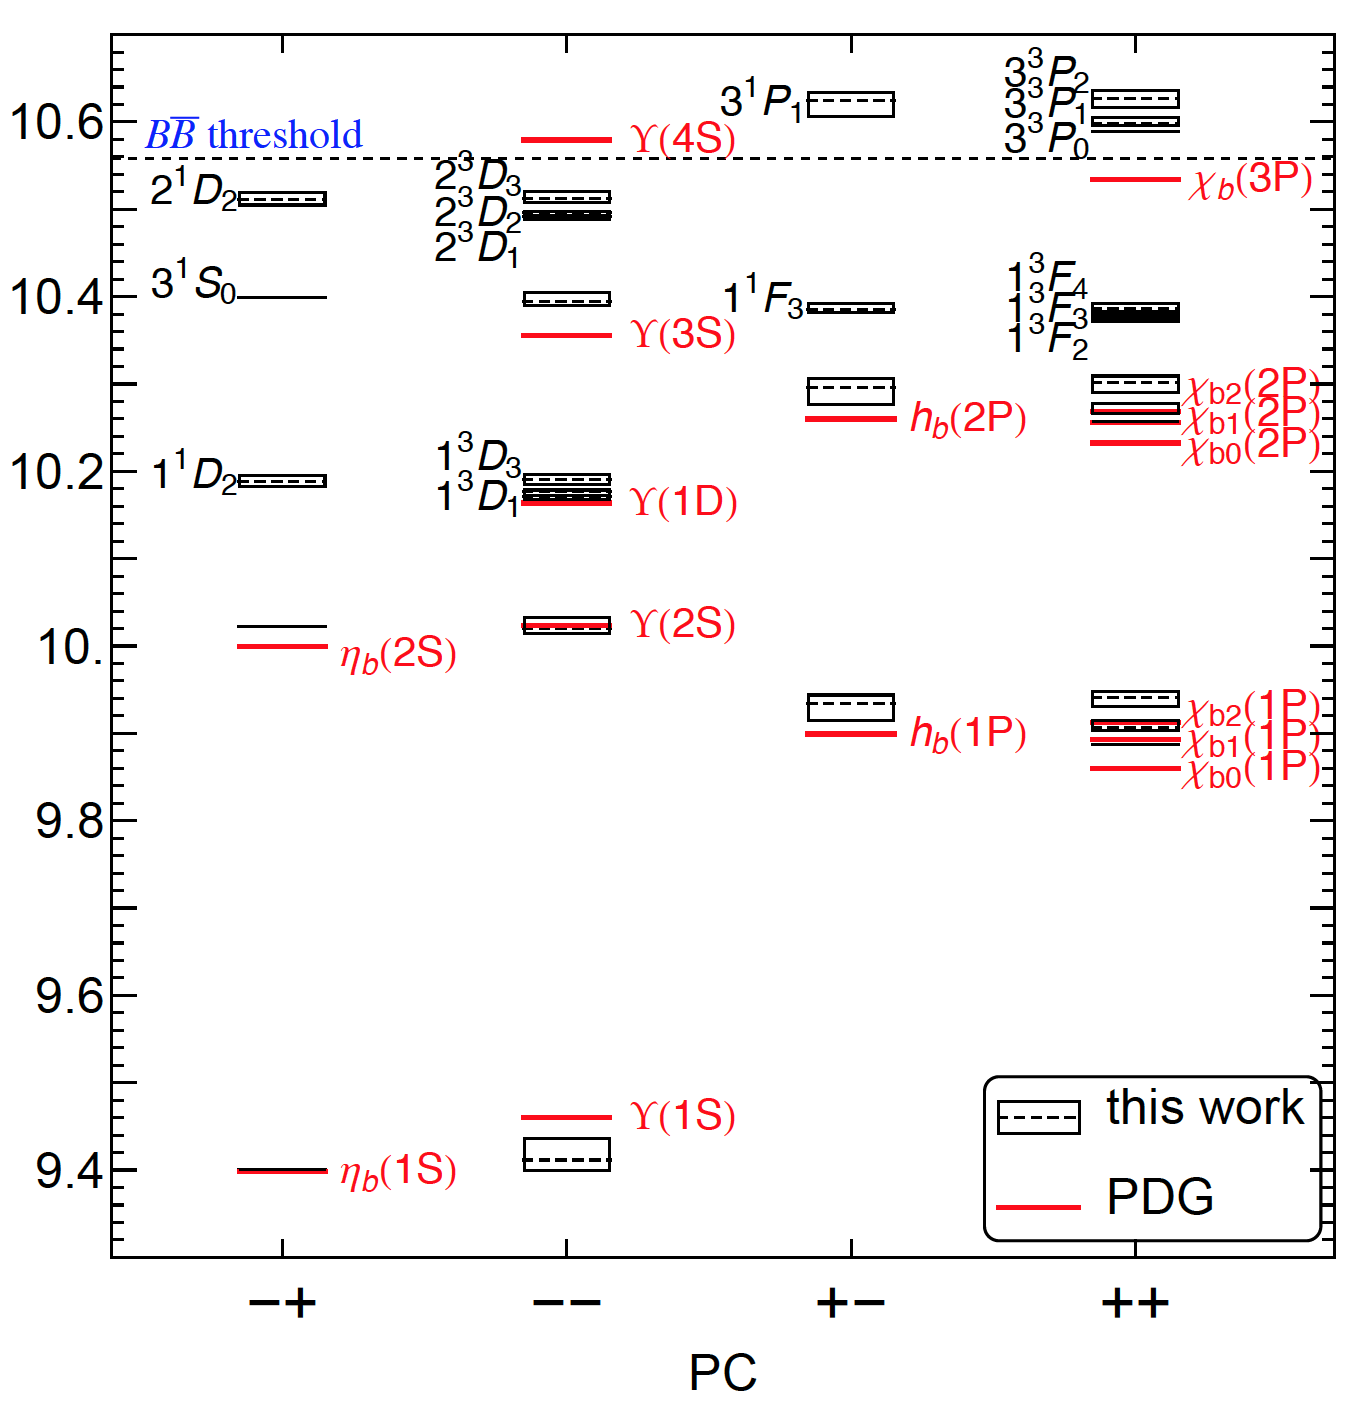 3³P₂
3¹P₁
3³P₁
10.6
BB̅ threshold
ϒ(4S)
3³P₀
2¹D₂
2³D₃
χ_b(3P)
2³D₂
2³D₁
10.4
3¹S₀
1¹F₃
1³F₄
1³F₃
1³F₂
ϒ(3S)
h_b(2P)
χ_b2(2P)
χ_b1(2P)
χ_b0(2P)
10.2
1¹D₂
1³D₃
1³D₁
ϒ(1D)
10.
η_b(2S)
ϒ(2S)
h_b(1P)
χ_b2(1P)
χ_b1(1P)
χ_b0(1P)
9.8
9.6
9.4
η_b(1S)
ϒ(1S)
this work
PDG
−+
−−
+−
++
PC